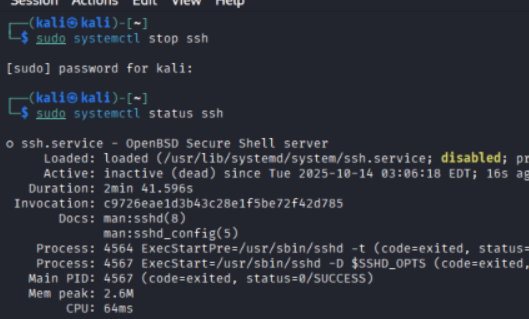 Session Actions Edit View Help
┌──(kali㉿kali)-[~]
└─$ sudo systemctl stop ssh
[sudo] password for kali:
┌──(kali㉿kali)-[~]
└─$ sudo systemctl status ssh
○ ssh.service - OpenBSD Secure Shell server
Loaded: loaded (/usr/lib/systemd/system/ssh.service; disabled; pr
Active: inactive (dead) since Tue 2025-10-14 03:06:18 EDT; 16s ag
Duration: 2min 41.596s
Invocation: c9726eae1d3b43c28e1f5be72f42d785
Docs: man:sshd(8)
man:sshd_config(5)
Process: 4564 ExecStartPre=/usr/sbin/sshd -t (code=exited, status=
Process: 4567 ExecStart=/usr/sbin/sshd -D $SSHD_OPTS (code=exited,
Main PID: 4567 (code=exited, status=0/SUCCESS)
Mem peak: 2.6M
CPU: 64ms